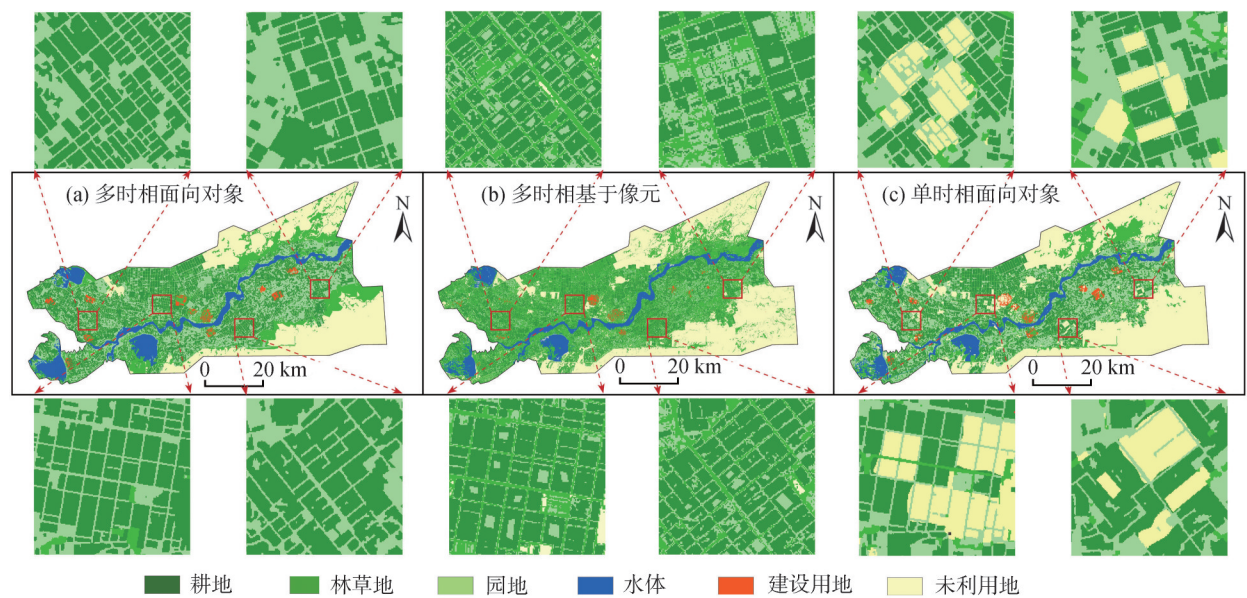 (a) 多时相面向对象
N
0 20 km
(b) 多时相基于像元
N
0 20 km
(c) 单时相面向对象
N
0 20 km
耕地
林草地
园地
水体
建设用地
未利用地